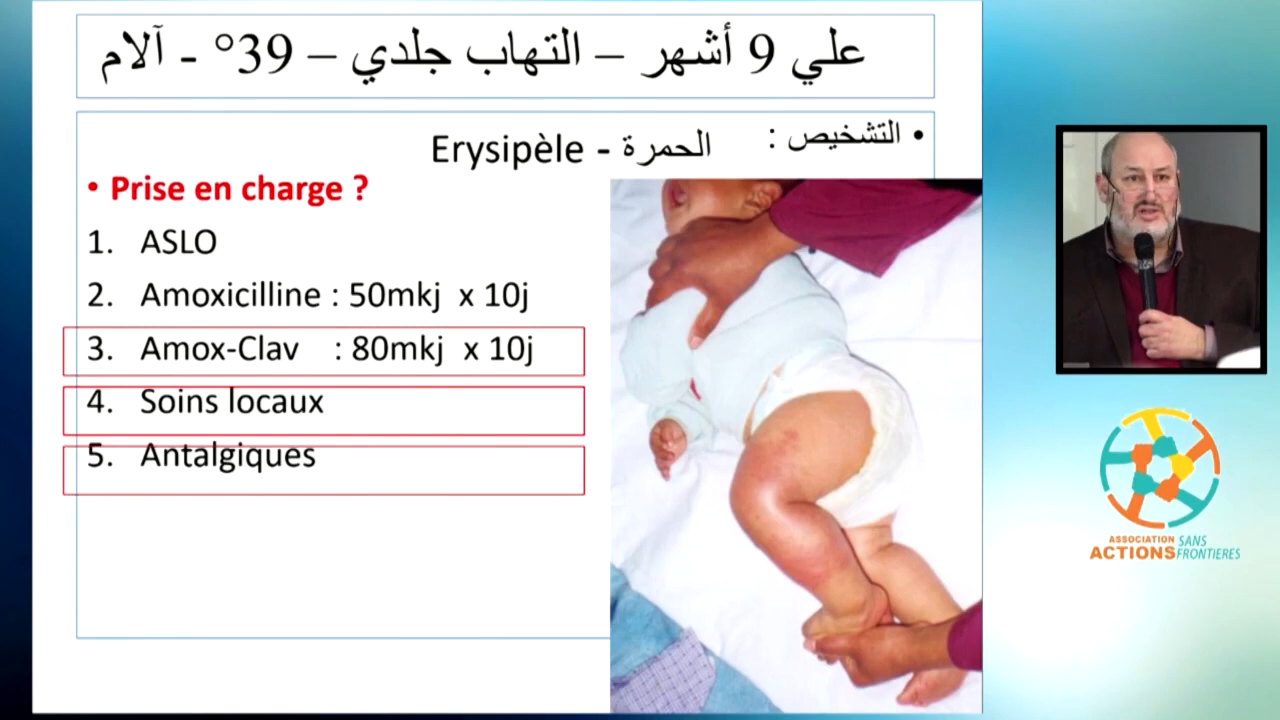 علي 9 أشهر – التهاب جلدي – 39° - آلام
• التشخيص : الحمرة - Erysipèle
• Prise en charge ?
1. ASLO
2. Amoxicilline : 50mkj x 10j
3. Amox-Clav : 80mkj x 10j
4. Soins locaux
5. Antalgiques
ASSOCIATION SANS
ACTIONS FRONTIERES